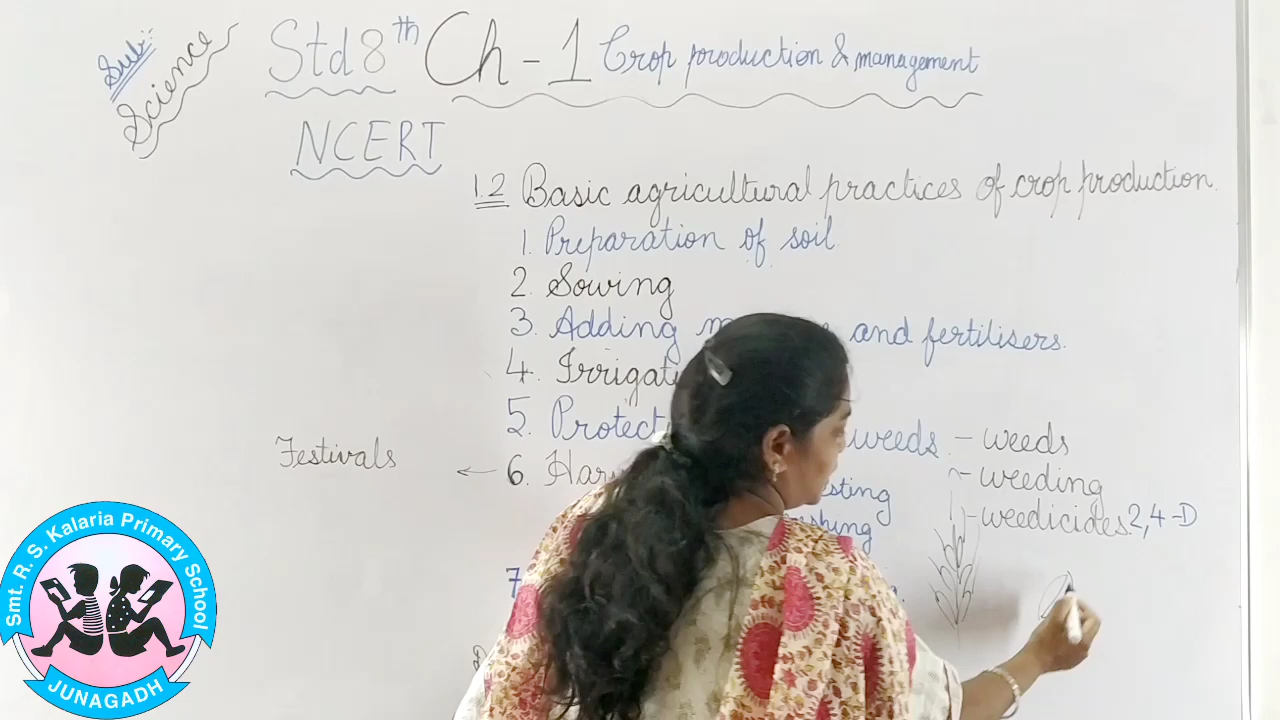 Sub:-
Science
Std 8th Ch - 1 Crop production & management
NCERT
1.2 Basic agricultural practices of crop production.
1. Preparation of soil
2. Sowing
3. Adding and fertilisers.
4.
5. weeds - weeds
- weeding
- weedicides 2,4-D
Festivals ← 6.
7
Smt. R. S. Kalaria Primary School
JUNAGADH